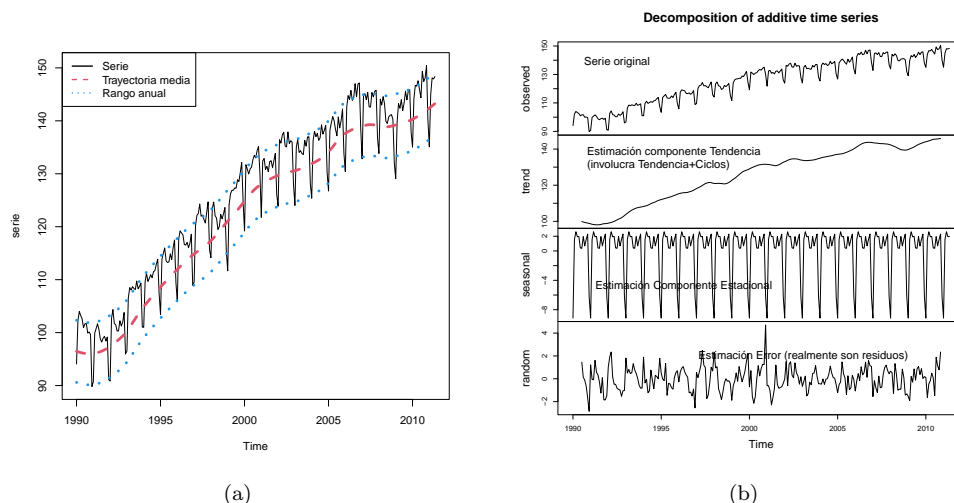 Serie
Trayectoria media
Rango anual
serie
90 100 110 120 130 140 150
1990 1995 2000 2005 2010
Time
(a)
Decomposition of additive time series
observed
90 110 130 150
Serie original
trend
100 120 140
Estimación componente Tendencia
(involucra Tendencia+Ciclos)
seasonal
-8 -4 0 2
Estimación Componente Estacional
random
-2 0 2 4
Estimación Error (realmente son residuos)
1990 1995 2000 2005 2010
Time
(b)